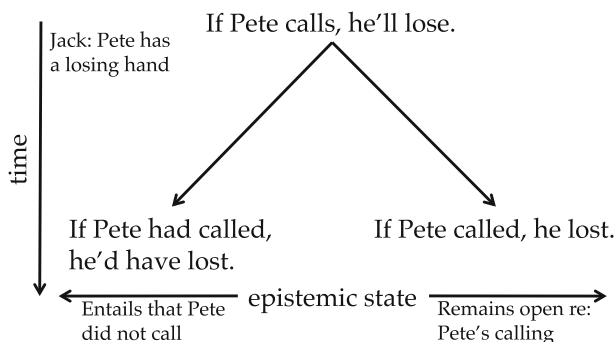 If Pete calls, he'll lose.
Jack: Pete has
a losing hand
time
If Pete had called,
he'd have lost.
If Pete called, he lost.
epistemic state
Entails that Pete
did not call
Remains open re:
Pete's calling